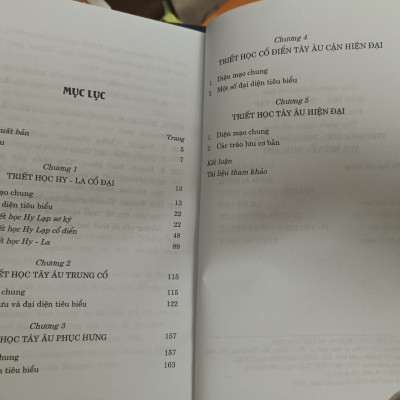 MỤC LỤC
Trang
uất bản 5
u 7
Chương 1
TRIẾT HỌC HY - LA CỔ ĐẠI 13
ạo chung 13
i diện tiêu biểu 22
ết học Hy Lạp sơ kỳ 22
ết học Hy Lạp cổ điển 48
ết học Hy - La 89
Chương 2
ẾT HỌC TÂY ÂU TRUNG CỔ 115
chung 115
ưu và đại diện tiêu biểu 122
Chương 3
HỌC TÂY ÂU PHỤC HƯNG 157
chung 157
n tiêu biểu 163
Chương 4
TRIẾT HỌC CỔ ĐIỂN TÂY ÂU CẬN HIỆN ĐẠI
1. Diện mạo chung
2. Một số đại diện tiêu biểu
Chương 5
TRIẾT HỌC TÂY ÂU HIỆN ĐẠI
1. Diện mạo chung
2. Các trào lưu cơ bản
Kết luận
Tài liệu tham khảo